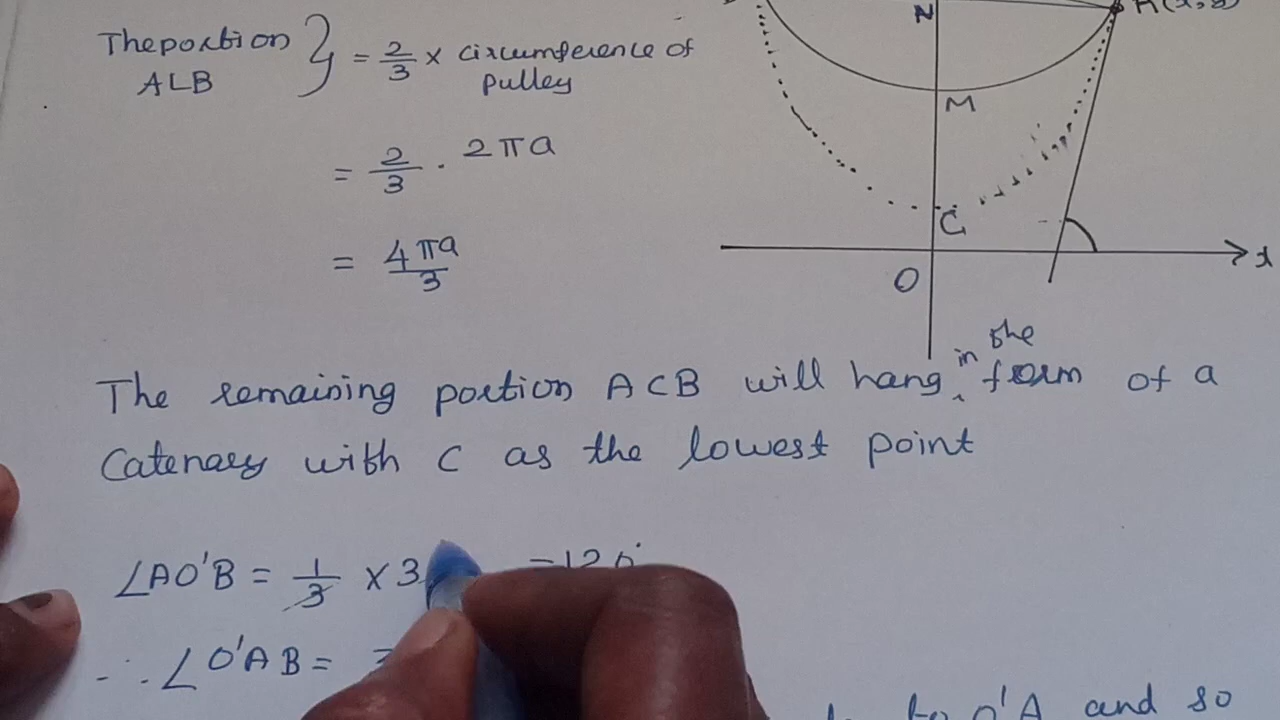 The portion
ALB
} = 2/3 × circumference of
pulley
= 2/3 . 2πa
= 4πa/3
N
M
C
O
x
The remaining portion ACB will hang in the form of a
Catenary with C as the lowest point
∠AO'B = 1/3 × 3 = 120°
∴ ∠O'AB =
to O'A and so